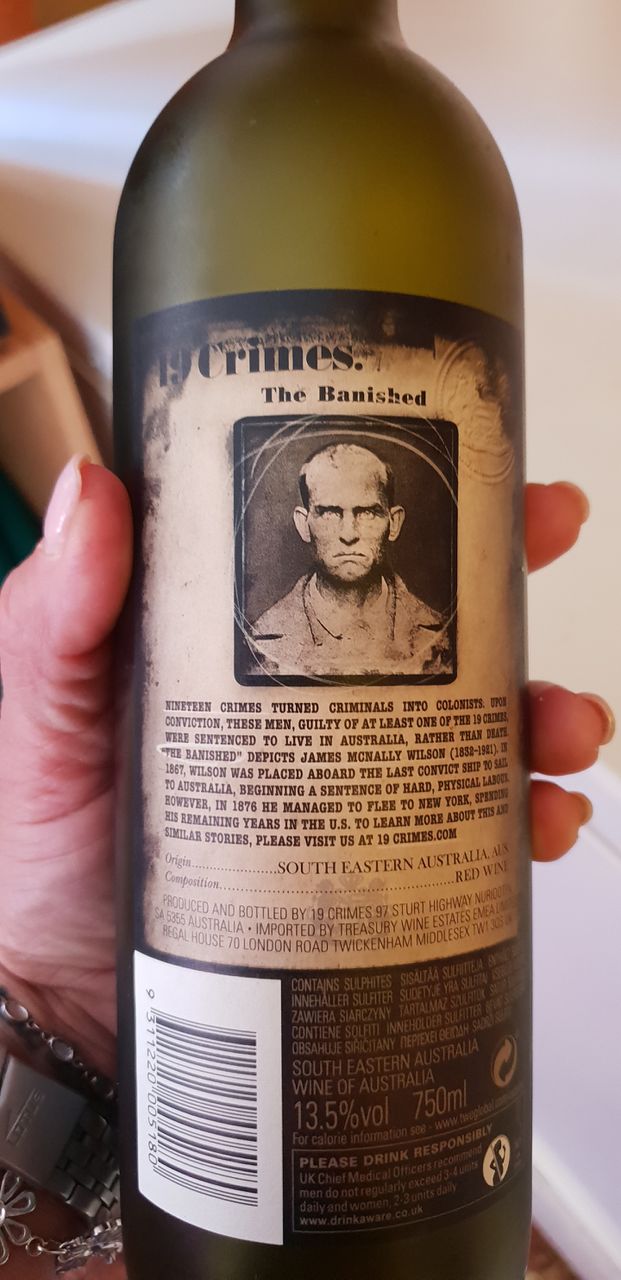 19 Crimes.
The Banished
NINETEEN CRIMES TURNED CRIMINALS INTO COLONISTS. UPON
CONVICTION, THESE MEN, GUILTY OF AT LEAST ONE OF THE 19 CRIMES,
WERE SENTENCED TO LIVE IN AUSTRALIA, RATHER THAN DEATH.
"THE BANISHED" DEPICTS JAMES MCNALLY WILSON (1832-1921). IN
1867, WILSON WAS PLACED ABOARD THE LAST CONVICT SHIP TO SAIL
TO AUSTRALIA, BEGINNING A SENTENCE OF HARD, PHYSICAL LABOUR.
HOWEVER, IN 1876 HE MANAGED TO FLEE TO NEW YORK, SPENDING
HIS REMAINING YEARS IN THE U.S. TO LEARN MORE ABOUT THIS AND
SIMILAR STORIES, PLEASE VISIT US AT 19 CRIMES.COM
Origin.....................SOUTH EASTERN AUSTRALIA, AUS
Composition..........................................RED WINE
PRODUCED AND BOTTLED BY 19 CRIMES 97 STURT HIGHWAY
SA 5355 AUSTRALIA • IMPORTED BY TREASURY WINE ESTATES EMEA
REGAL HOUSE 70 LONDON ROAD TWICKENHAM MIDDLESEX TW1
CONTAINS SULPHITES SISÄLTÄÄ SULFIITTEJA
INNEHÅLLER SULFITER SUDĖTYJE YRA
ZAWIERA SIARCZYNY TARTALMAZ SZULFITOK
CONTIENE SOLFITI INNEHOLDER SULFITTER
OBSAHUJE SIŘIČITANY ΠΕΡΙΕΧΕΙ ΘΕΙΩΔΗ
SOUTH EASTERN AUSTRALIA
WINE OF AUSTRALIA
13.5%vol 750ml
For calorie information see -
PLEASE DRINK RESPONSIBLY
UK Chief Medical Officers recommend
men do not regularly exceed 3-4 units
daily and women, 2-3 units daily
www.drinkaware.co.uk
9 311220 005180